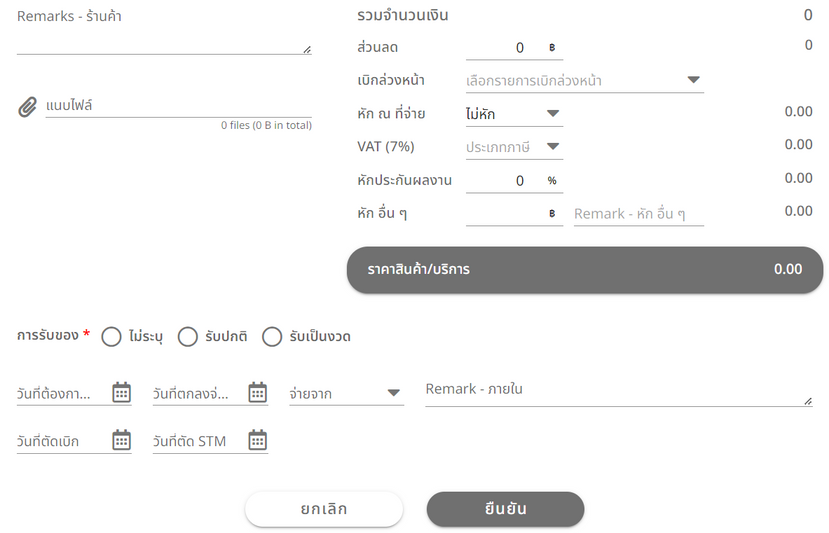 Remarks - ร้านค้า
แนบไฟล์
0 files (0 B in total)
รวมจำนวนเงิน 0
ส่วนลด 0 ฿ 0
เบิกล่วงหน้า เลือกรายการเบิกล่วงหน้า
หัก ณ ที่จ่าย ไม่หัก 0.00
VAT (7%) ประเภทภาษี 0.00
หักประกันผลงาน 0 % 0.00
หัก อื่น ๆ ฿ Remark - หัก อื่น ๆ 0.00
ราคาสินค้า/บริการ 0.00
การรับของ * ไม่ระบุ รับปกติ รับเป็นงวด
วันที่ต้องกา... วันที่ตกลงจ่... จ่ายจาก Remark - ภายใน
วันที่ตัดเบิก วันที่ตัด STM
ยกเลิก ยืนยัน